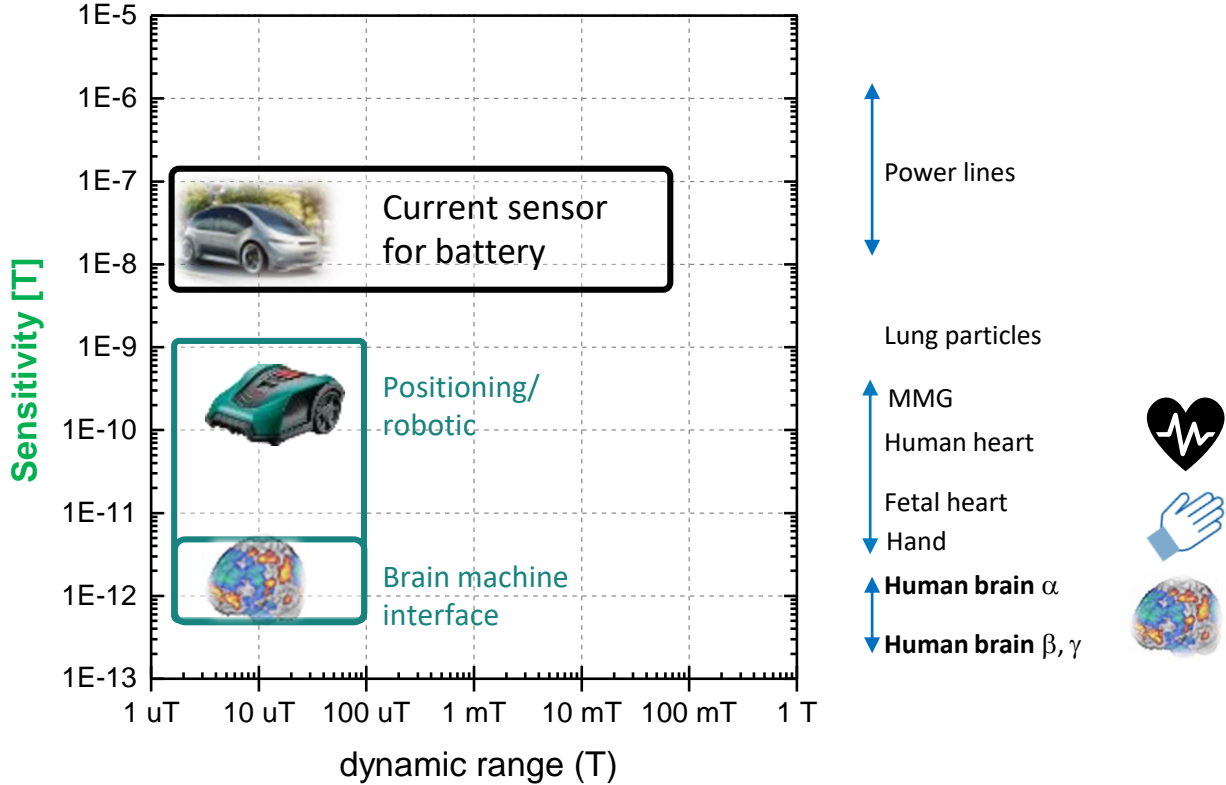 1E-5
1E-6
1E-7
1E-8
1E-9
1E-10
1E-11
1E-12
1E-13
Sensitivity [T]
Current sensor
for battery
Positioning/
robotic
Brain machine
interface
1 uT
10 uT
100 uT
1 mT
10 mT
100 mT
1 T
dynamic range (T)
Power lines
Lung particles
MMG
Human heart
Fetal heart
Hand
Human brain α
Human brain β, γ